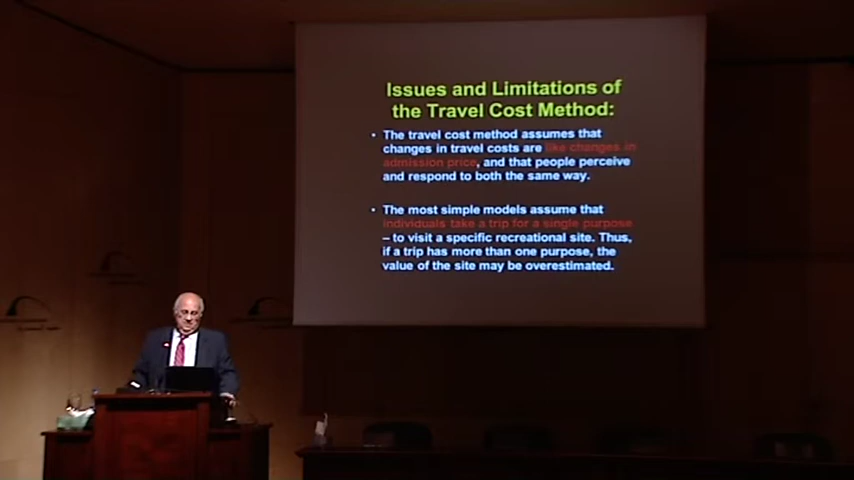 Issues and Limitations of
the Travel Cost Method:
• The travel cost method assumes that
changes in travel costs are like changes in
admission price, and that people perceive
and respond to both the same way.
• The most simple models assume that
individuals take a trip for a single purpose
– to visit a specific recreational site. Thus,
if a trip has more than one purpose, the
value of the site may be overestimated.